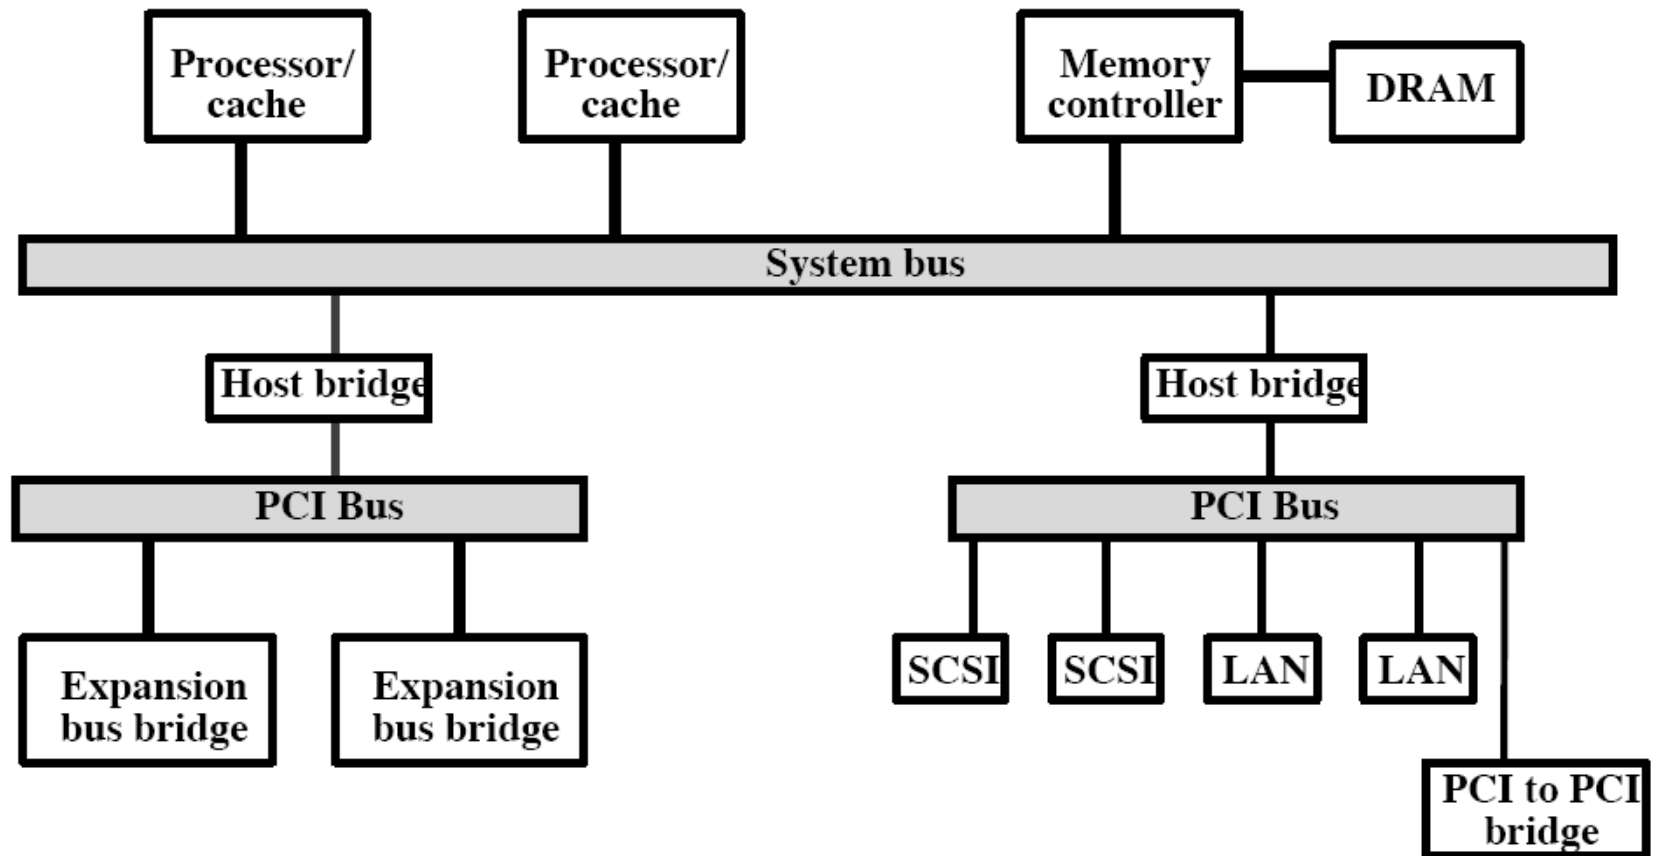 Processor/
cache
Processor/
cache
Memory
controller
DRAM
System bus
Host bridge
Host bridge
PCI Bus
PCI Bus
Expansion
bus bridge
Expansion
bus bridge
SCSI
SCSI
LAN
LAN
PCI to PCI
bridge